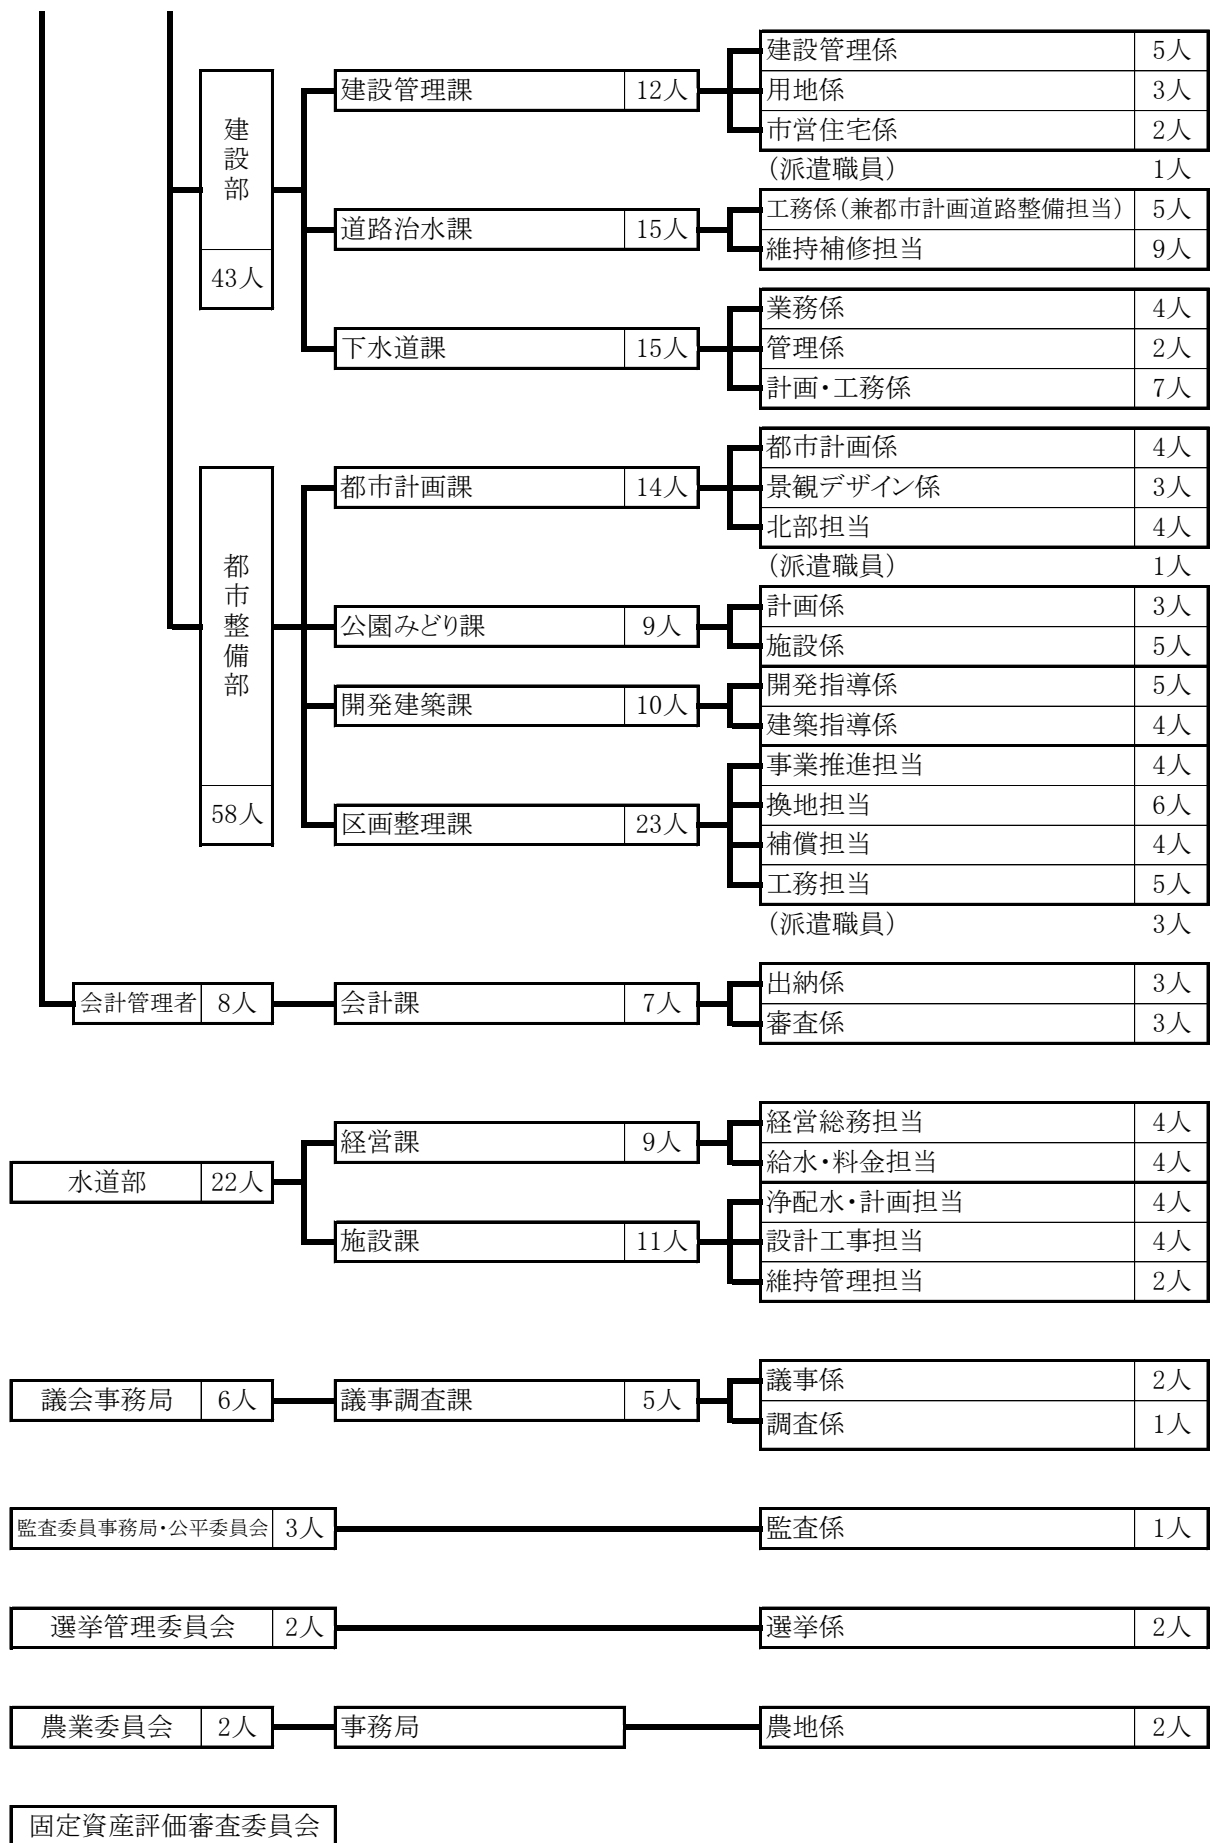 建設管理係 5人
建設管理課 12人 用地係 3人
市営住宅係 2人
建設部
(派遣職員) 1人
工務係(兼都市計画道路整備担当) 5人
道路治水課 15人
維持補修担当 9人
43人
業務係 4人
下水道課 15人 管理係 2人
計画・工務係 7人
都市計画係 4人
都市計画課 14人 景観デザイン係 3人
北部担当 4人
都市整備部
(派遣職員) 1人
計画係 3人
公園みどり課 9人
施設係 5人
開発指導係 5人
開発建築課 10人
建築指導係 4人
事業推進担当 4人
換地担当 6人
58人
区画整理課 23人
補償担当 4人
工務担当 5人
(派遣職員) 3人
出納係 3人
会計管理者 8人 会計課 7人
審査係 3人
経営総務担当 4人
経営課 9人
給水・料金担当 4人
水道部 22人
浄配水・計画担当 4人
施設課 11人 設計工事担当 4人
維持管理担当 2人
議事係 2人
議会事務局 6人 議事調査課 5人
調査係 1人
監査委員事務局・公平委員会 3人 監査係 1人
選挙管理委員会 2人 選挙係 2人
農業委員会 2人 事務局 農地係 2人
固定資産評価審査委員会